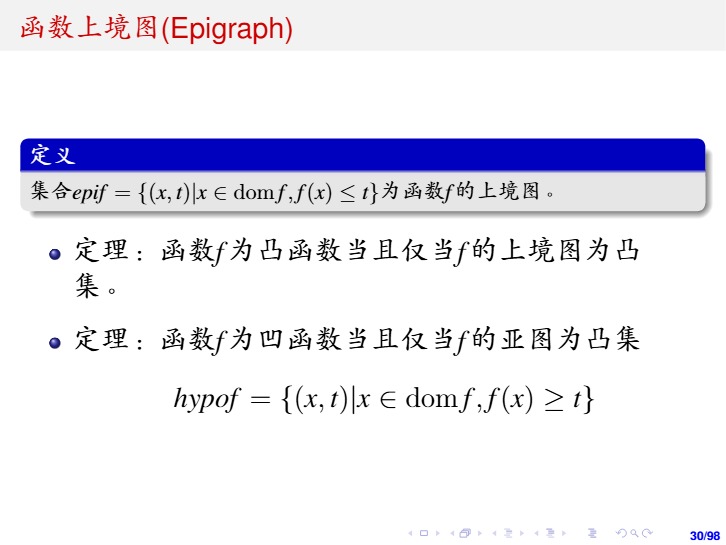 函数上境图(Epigraph)
定义
集合epif = {(x, t)|x ∈ domf, f(x) ≤ t}为函数f的上境图。
定理：函数f为凸函数当且仅当f的上境图为凸
集。
定理：函数f为凹函数当且仅当f的亚图为凸集
hypof = {(x, t)|x ∈ domf, f(x) ≥ t}
30/98